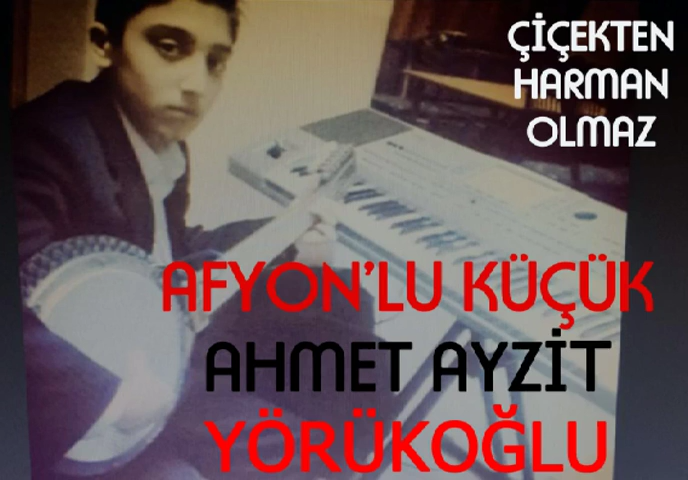 ÇİÇEKTEN
HARMAN
OLMAZ
AFYON'LU KÜÇÜK
AHMET AYZİT
YÖRÜKOĞLU